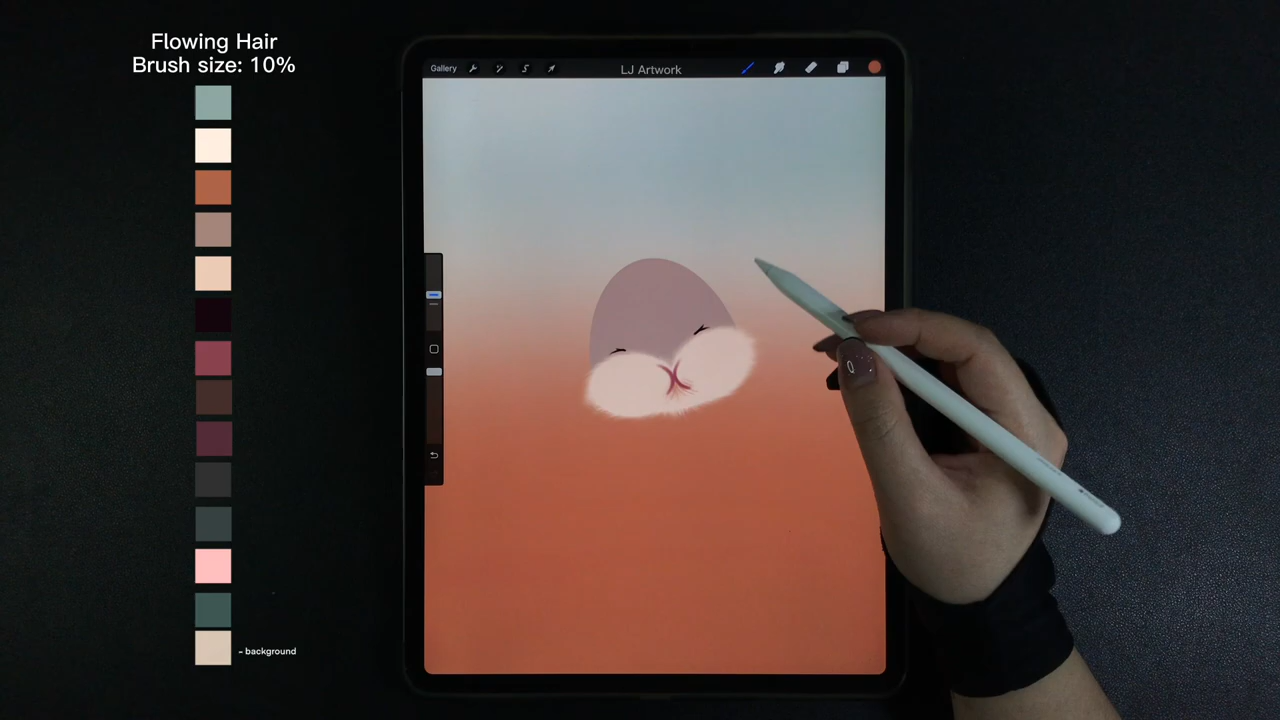 Flowing Hair
Brush size: 10%
Gallery
LJ Artwork
- background